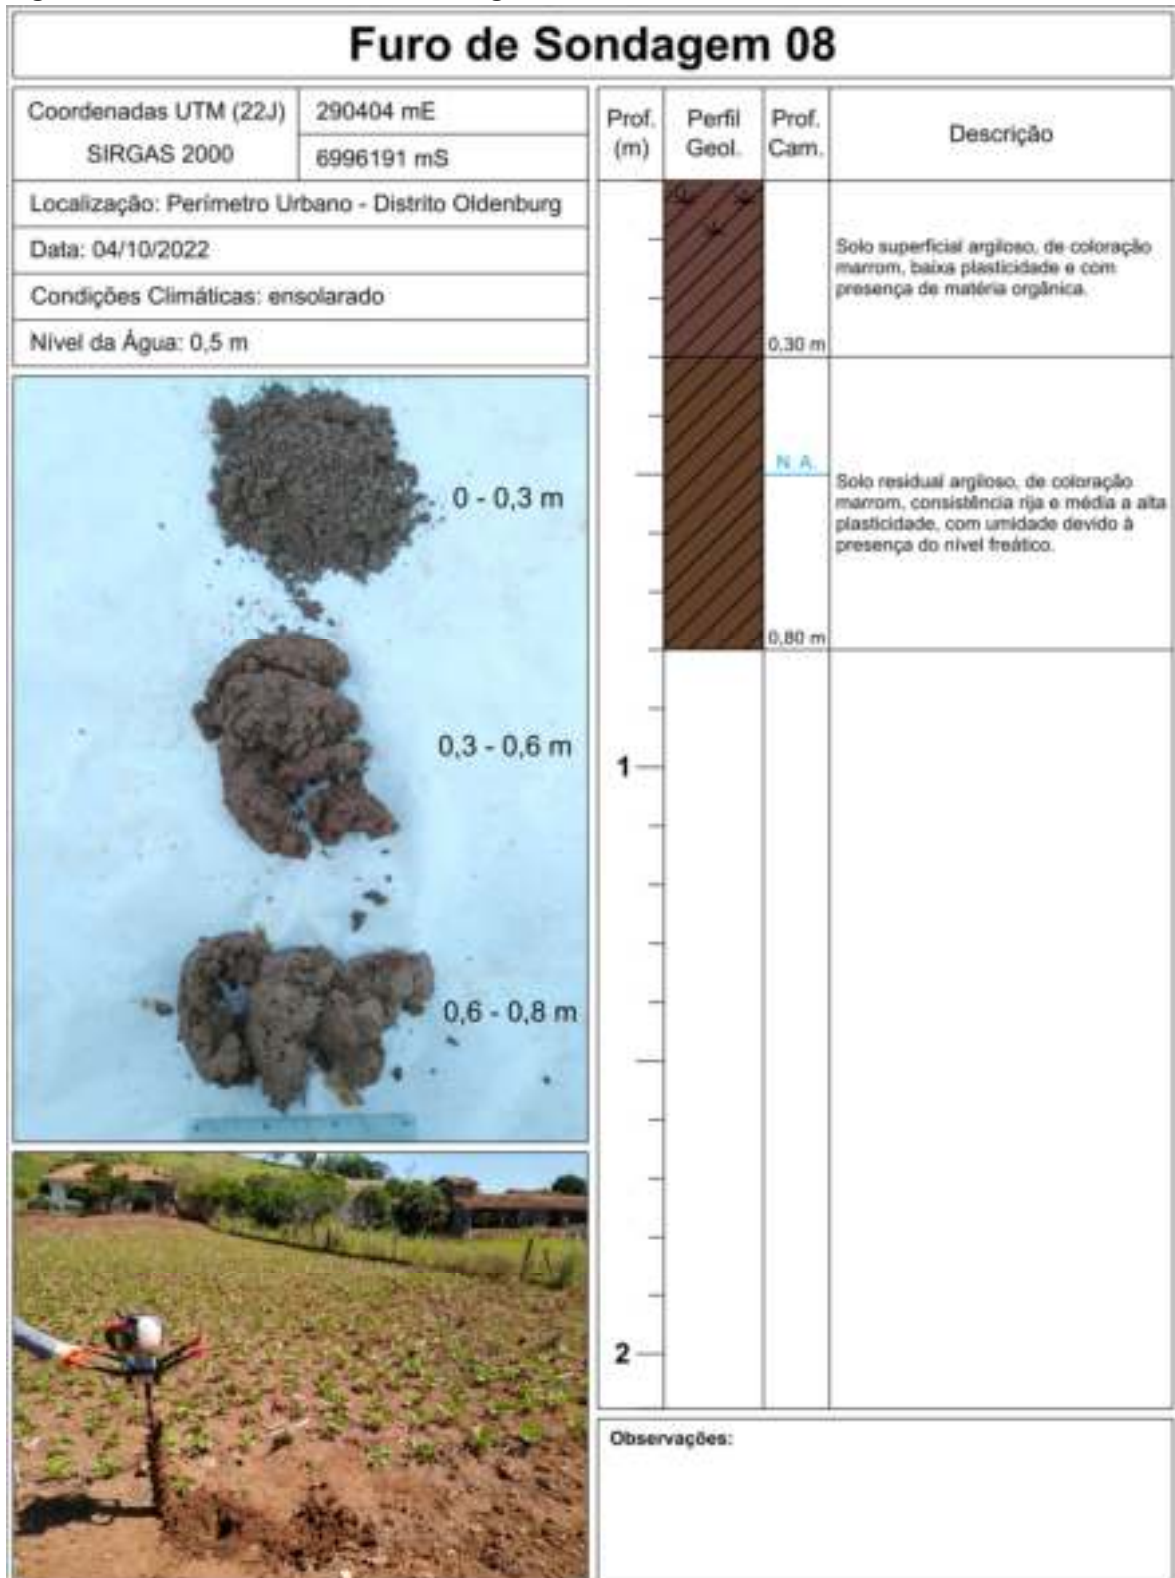 Furo de Sondagem 08
Coordenadas UTM (22J)
SIRGAS 2000
290404 mE
6996191 mS
Localização: Perímetro Urbano - Distrito Oldenburg
Data: 04/10/2022
Condições Climáticas: ensolarado
Nível da Água: 0,5 m
0 - 0,3 m
0,3 - 0,6 m
0,6 - 0,8 m
Prof.
(m)
Perfil
Geol.
Prof.
Cam.
Descrição
Solo superficial argiloso, de coloração
marrom, baixa plasticidade e com
presença de matéria orgânica.
0,30 m
N. A.
Solo residual argiloso, de coloração
marrom, consistência rija e média a alta
plasticidade, com umidade devido à
presença do nível freático.
0,80 m
1
2
Observações: